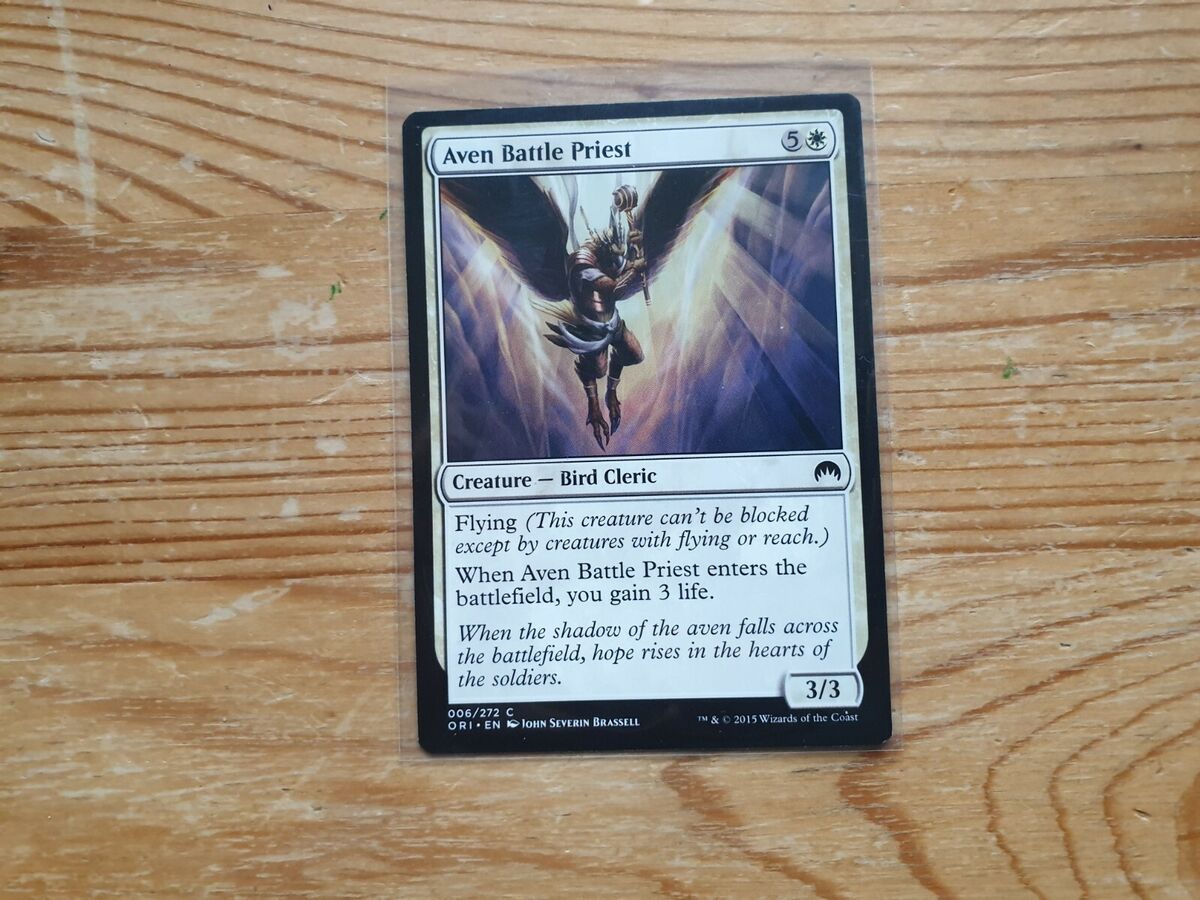 Aven Battle Priest 5
Creature — Bird Cleric
Flying (This creature can't be blocked
except by creatures with flying or reach.)
When Aven Battle Priest enters the
battlefield, you gain 3 life.
When the shadow of the aven falls across
the battlefield, hope rises in the hearts of
the soldiers.
3/3
006/272 C
ORI • EN John Severin Brassell ™ & © 2015 Wizards of the Coast